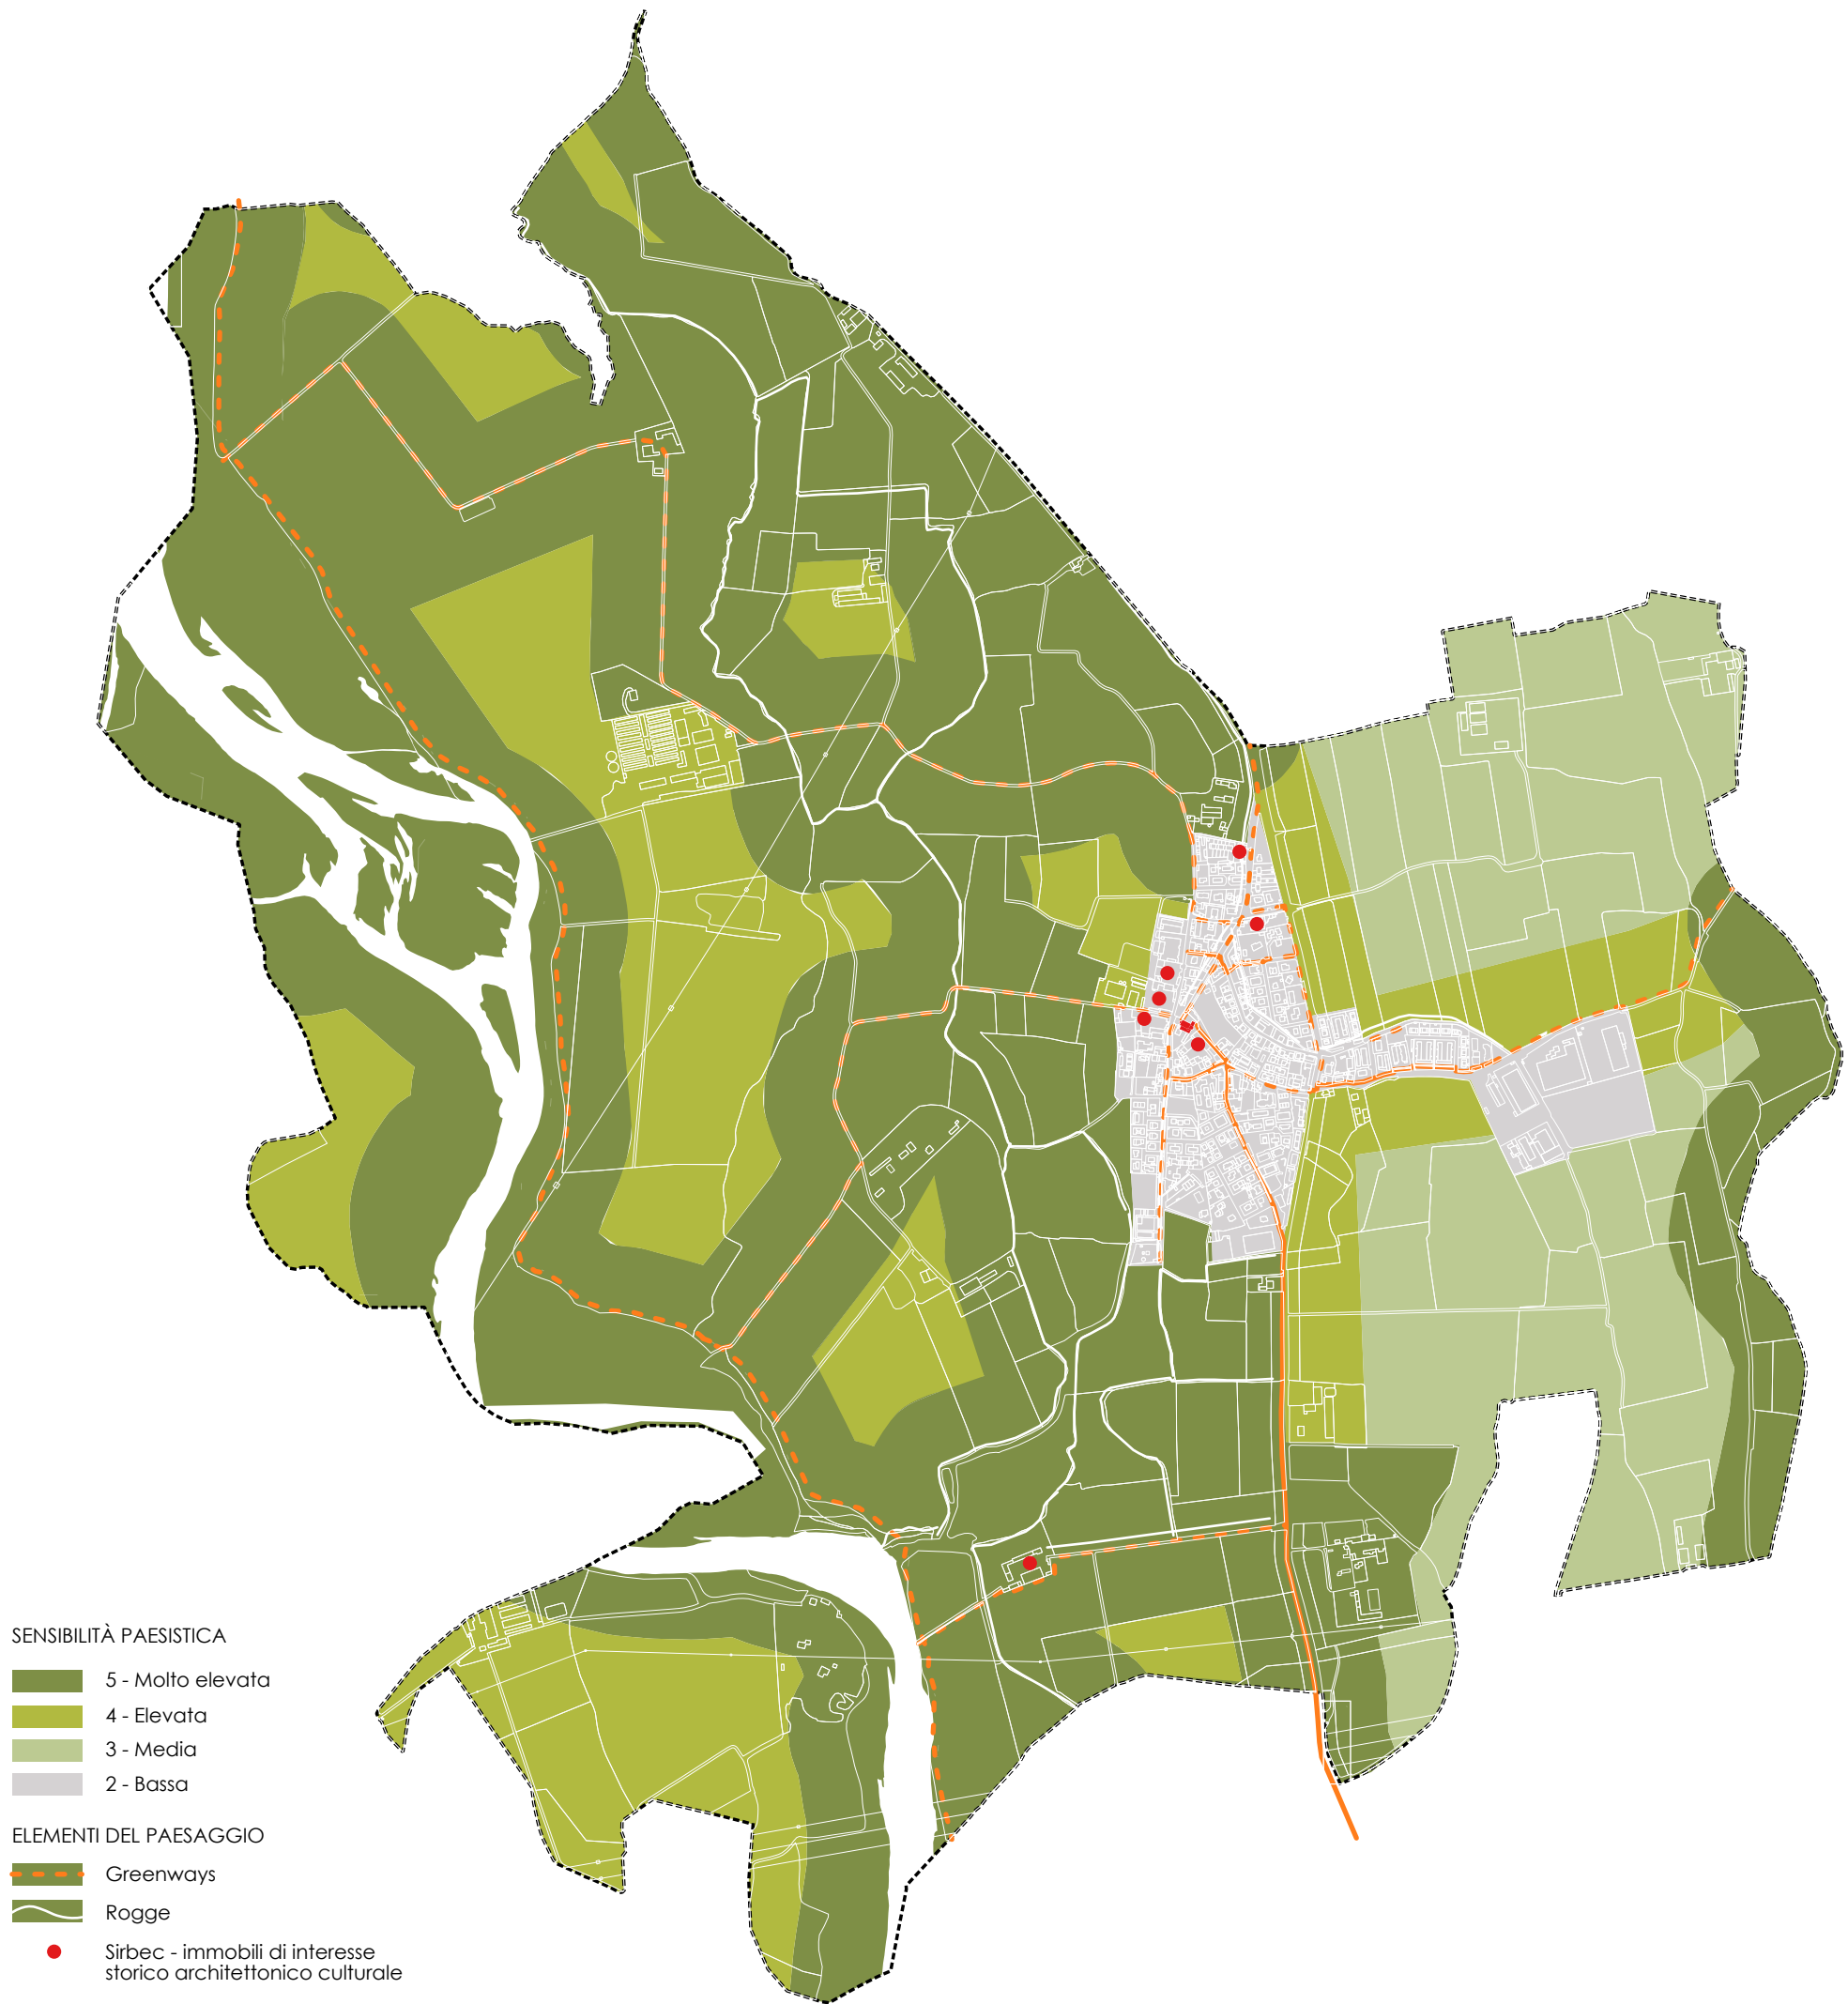 SENSIBILITÀ PAESISTICA
5 - Molto elevata
4 - Elevata
3 - Media
2 - Bassa
ELEMENTI DEL PAESAGGIO
Greenways
Rogge
Sirbec - immobili di interesse
storico architettonico culturale